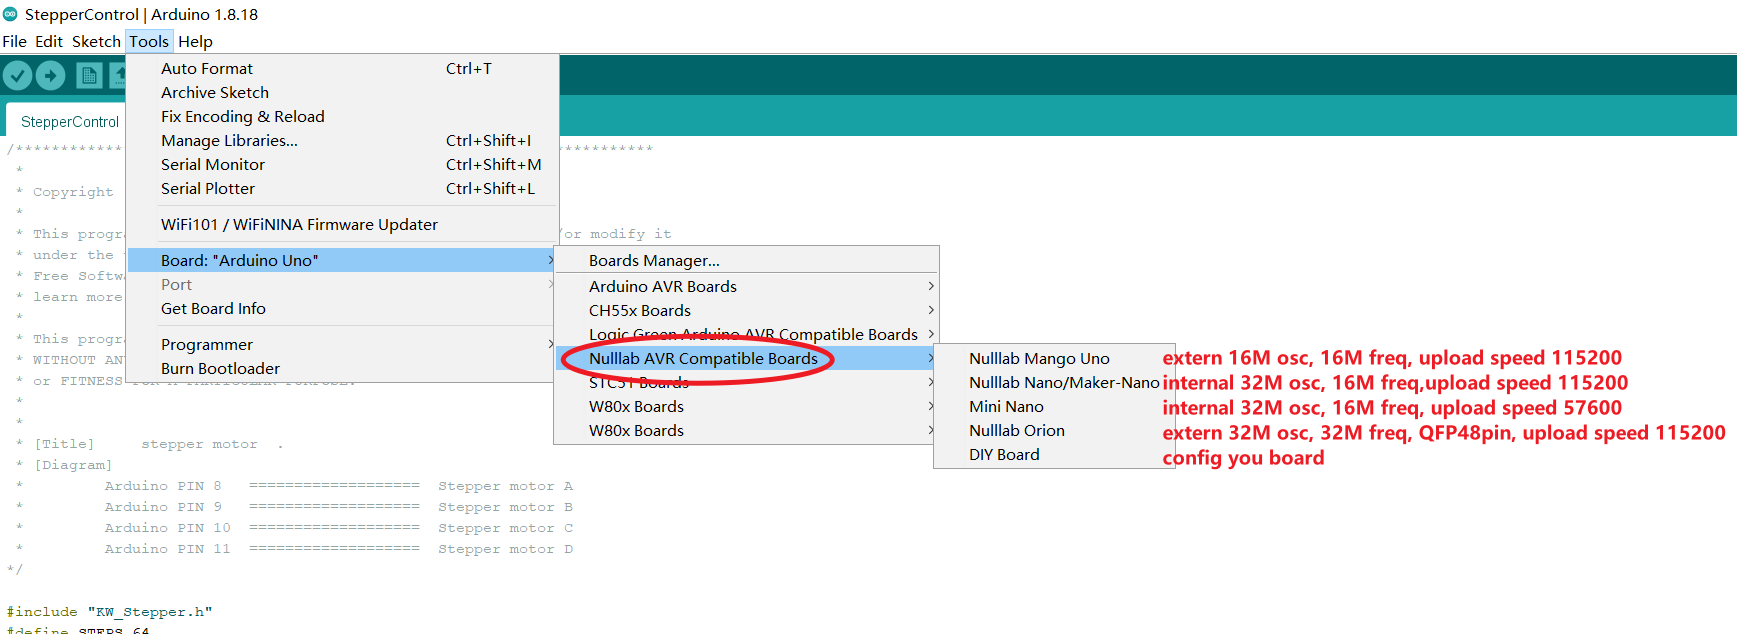 StepperControl | Arduino 1.8.18
File Edit Sketch Tools Help
Auto Format Ctrl+T
Archive Sketch
Fix Encoding & Reload
Manage Libraries... Ctrl+Shift+I
Serial Monitor Ctrl+Shift+M
Serial Plotter Ctrl+Shift+L
WiFi101 / WiFiNINA Firmware Updater
Board: "Arduino Uno"
Port
Get Board Info
Programmer
Burn Bootloader
Boards Manager...
Arduino AVR Boards
CH55x Boards
Logic Green Arduino AVR Compatible Boards
Nulllab AVR Compatible Boards
STC51 Boards
W80x Boards
W80x Boards
Nulllab Mango Uno extern 16M osc, 16M freq, upload speed 115200
Nulllab Nano/Maker-Nano internal 32M osc, 16M freq,upload speed 115200
Mini Nano internal 32M osc, 16M freq, upload speed 57600
Nulllab Orion extern 32M osc, 32M freq, QFP48pin, upload speed 115200
DIY Board config you board
StepperControl
/************ ***********
*
* Copyright
*
* This progra /or modify it
* under the
* Free Softwa
* learn more
*
* This progra
* WITHOUT AN
* or FITNESS FOR A PARTICULAR PURPOSE.
*
*
* [Title] stepper motor .
* [Diagram]
* Arduino PIN 8 =================== Stepper motor A
* Arduino PIN 9 =================== Stepper motor B
* Arduino PIN 10 =================== Stepper motor C
* Arduino PIN 11 =================== Stepper motor D
*/
#include "KW_Stepper.h"
#define STEPS 64